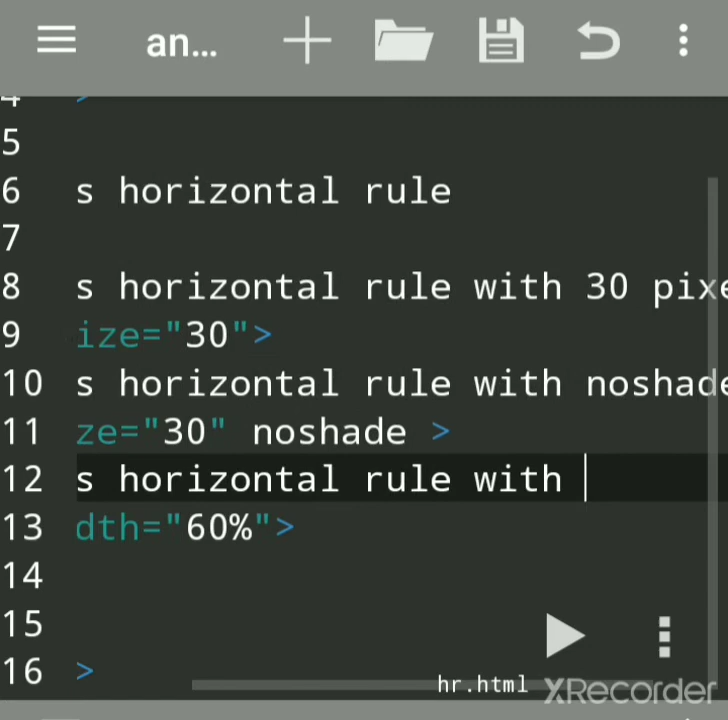 an...
4 >
5
6 s horizontal rule
7
8 s horizontal rule with 30 pixe
9 ize="30">
10 s horizontal rule with noshade
11 ze="30" noshade >
12 s horizontal rule with
13 dth="60%">
14
15
16 >
hr.html
XRecorder